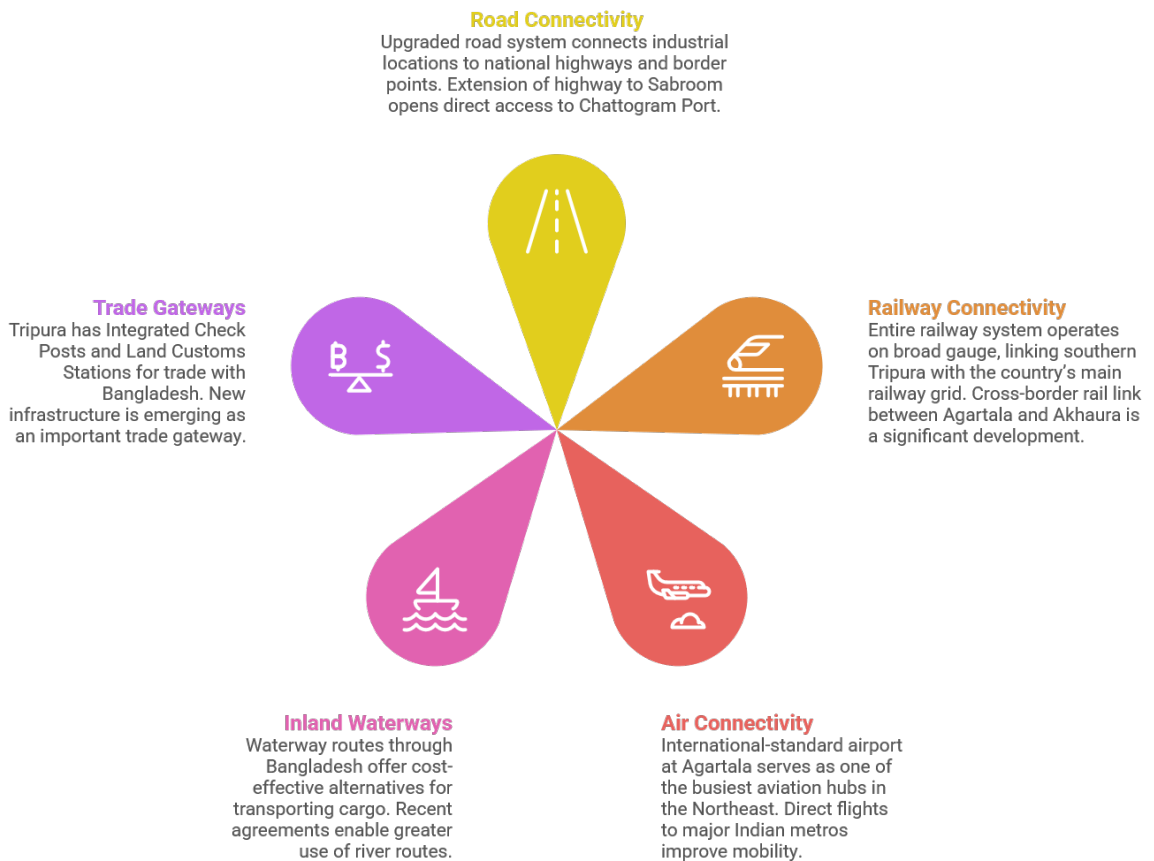 Road Connectivity
Upgraded road system connects industrial
locations to national highways and border
points. Extension of highway to Sabroom
opens direct access to Chattogram Port.
Trade Gateways
Tripura has Integrated Check
Posts and Land Customs
Stations for trade with
Bangladesh. New
infrastructure is emerging as
an important trade gateway.
Railway Connectivity
Entire railway system operates
on broad gauge, linking southern
Tripura with the country's main
railway grid. Cross-border rail link
between Agartala and Akhaura is
a significant development.
Inland Waterways
Waterway routes through
Bangladesh offer cost-
effective alternatives for
transporting cargo. Recent
agreements enable greater
use of river routes.
Air Connectivity
International-standard airport
at Agartala serves as one of
the busiest aviation hubs in
the Northeast. Direct flights
to major Indian metros
improve mobility.